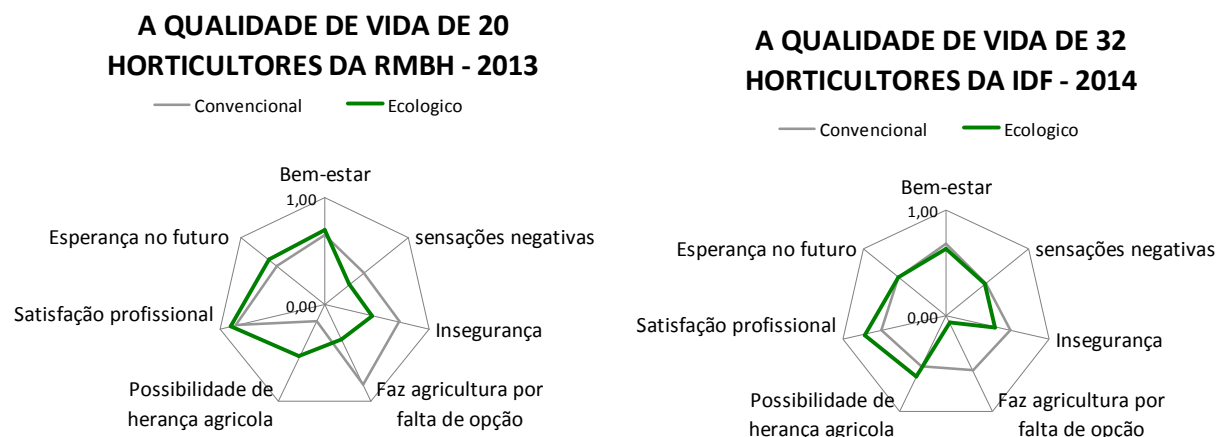 A QUALIDADE DE VIDA DE 20
HORTICULTORES DA RMBH - 2013
Convencional
Ecologico
Bem-estar
1,00
Esperança no futuro
sensações negativas
0,00
Satisfação profissional
Insegurança
Possibilidade de
herança agricola
Faz agricultura por
falta de opção
A QUALIDADE DE VIDA DE 32
HORTICULTORES DA IDF - 2014
Convencional
Ecologico
Bem-estar
1,00
Esperança no futuro
sensações negativas
0,00
Satisfação profissional
Insegurança
Possibilidade de
herança agricola
Faz agricultura por
falta de opção